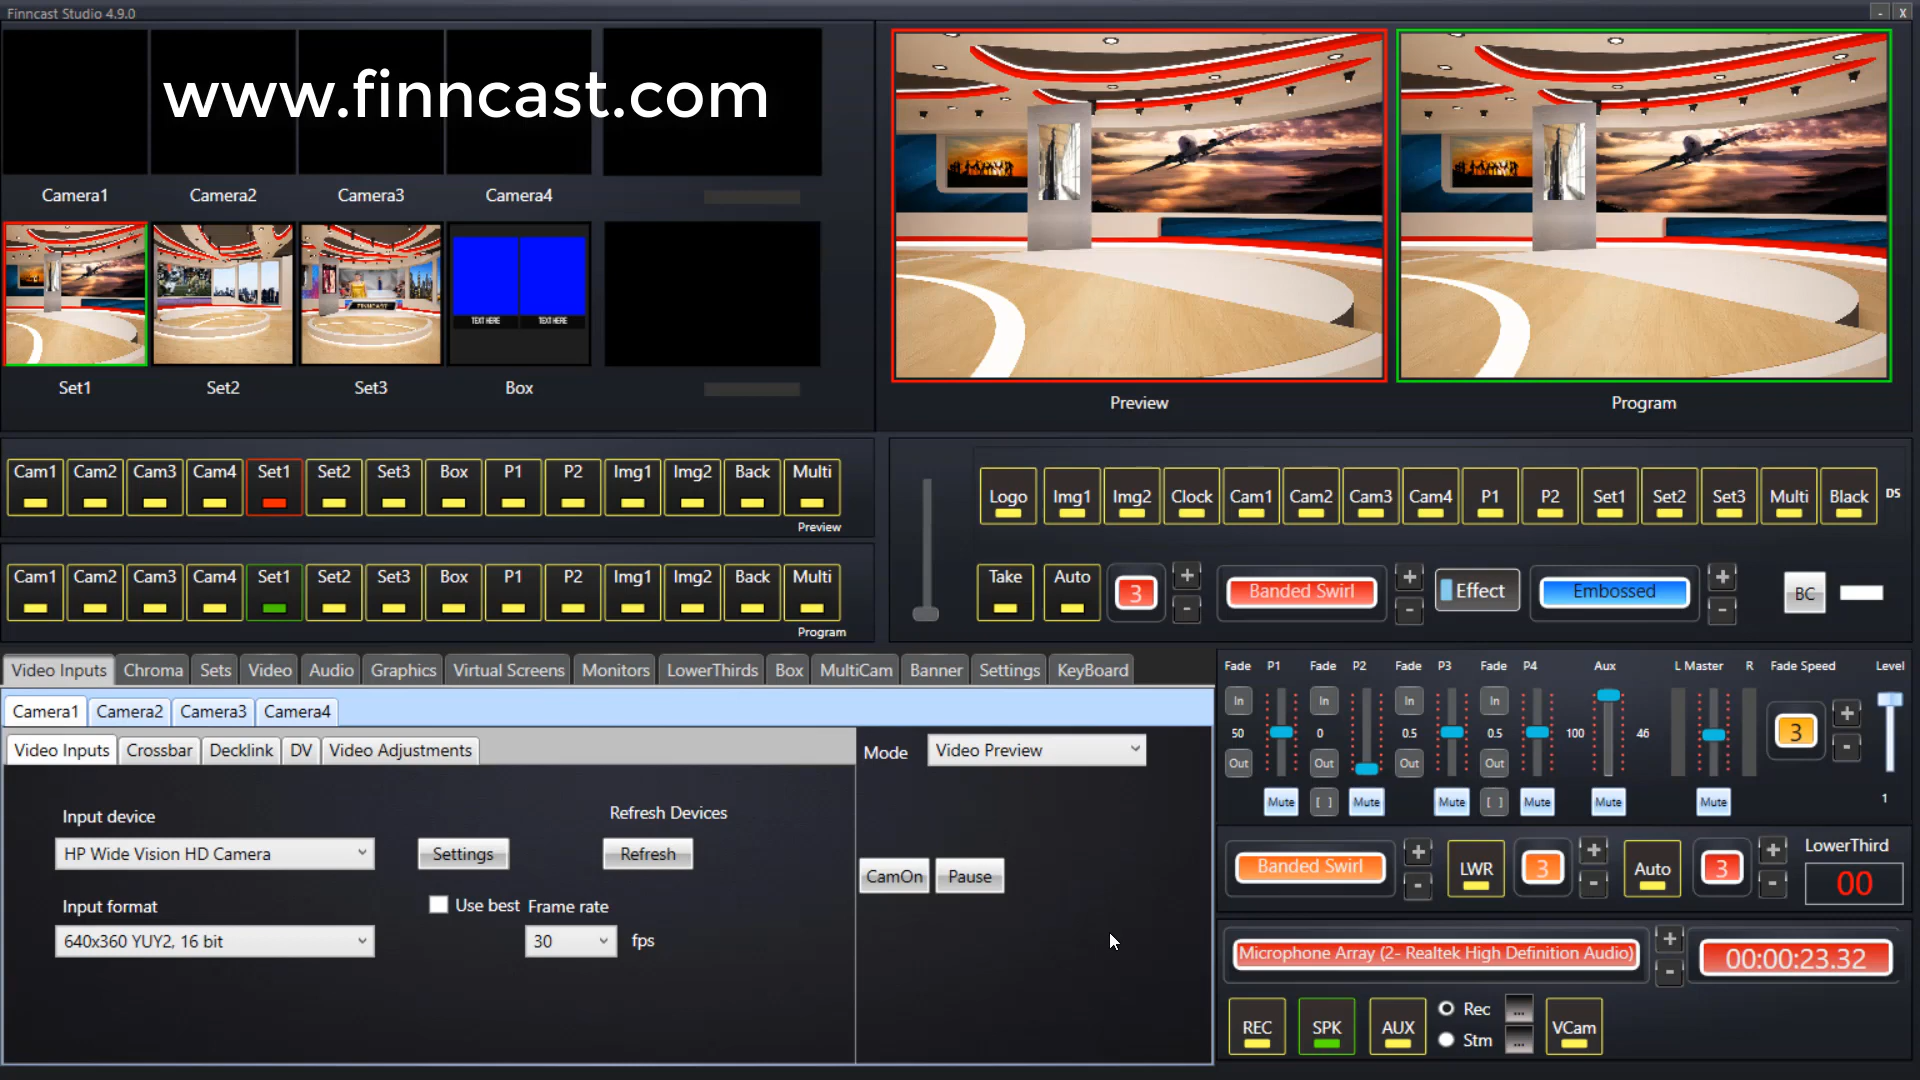 Finncast Studio 4.9.0
- X
www.finncast.com
Camera1 Camera2 Camera3 Camera4
FINNCAST
TEXT HERE TEXT HERE
Set1 Set2 Set3 Box
Preview Program
Cam1 Cam2 Cam3 Cam4 Set1 Set2 Set3 Box P1 P2 Img1 Img2 Back Multi
Preview
Logo Img1 Img2 Clock Cam1 Cam2 Cam3 Cam4 P1 P2 Set1 Set2 Set3 Multi Black DS
Cam1 Cam2 Cam3 Cam4 Set1 Set2 Set3 Box P1 P2 Img1 Img2 Back Multi
Program
Take Auto 3 + - Banded Swirl + - Effect Embossed + - BC
Video Inputs Chroma Sets Video Audio Graphics Virtual Screens Monitors LowerThirds Box MultiCam Banner Settings KeyBoard
Camera1 Camera2 Camera3 Camera4
Video Inputs Crossbar Decklink DV Video Adjustments
Mode Video Preview
Input device
Refresh Devices
HP Wide Vision HD Camera Settings Refresh
CamOn Pause
Input format
Use best Frame rate
640x360 YUY2, 16 bit 30 fps
Fade P1 Fade P2 Fade P3 Fade P4 Aux L Master R Fade Speed Level
In In In In
50 0 0.5 0.5 100 46 3 + -
Out Out Out Out
1
Mute [ ] Mute Mute [ ] Mute Mute Mute
Banded Swirl + - LWR 3 + - Auto 3 + - LowerThird
00
Microphone Array (2- Realtek High Definition Audio) + - 00:00:23.32
REC SPK AUX Rec ... VCam
Stm ...